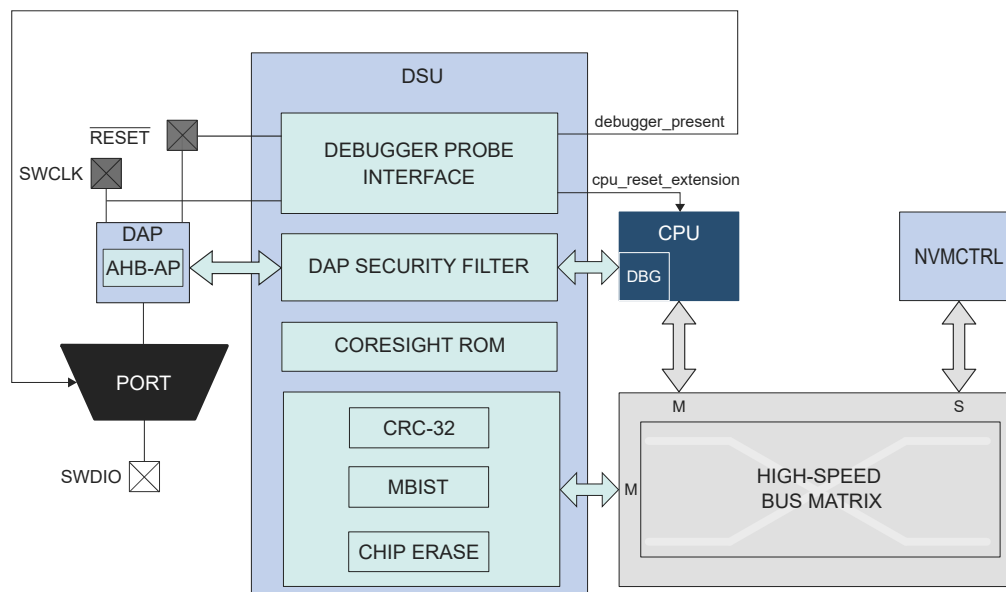 DSU
debugger_present
RESET
DEBUGGER PROBE
INTERFACE
SWCLK
cpu_reset_extension
DAP
CPU
AHB-AP
DAP SECURITY FILTER
DBG
NVMCTRL
CORESIGHT ROM
PORT
M
S
CRC-32
SWDIO
MBIST
M
HIGH-SPEED
BUS MATRIX
CHIP ERASE